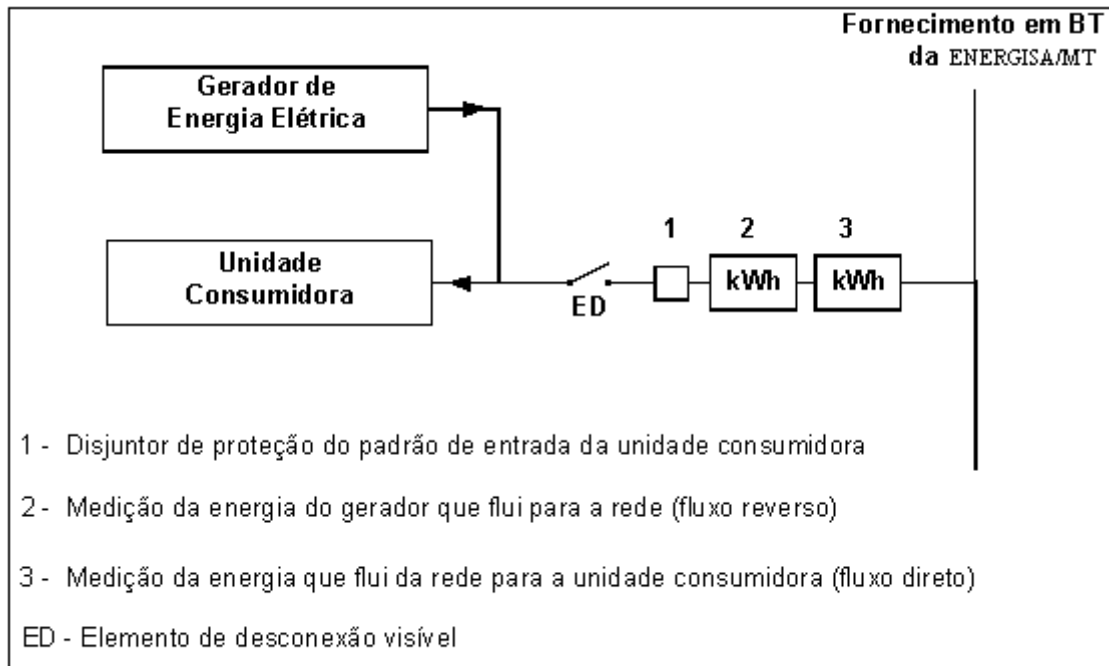 Fornecimento em BT
da ENERGISA/MT
Gerador de
Energia Elétrica
1 2 3
Unidade
Consumidora
kWh kWh
ED
1 - Disjuntor de proteção do padrão de entrada da unidade consumidora
2 - Medição da energia do gerador que flui para a rede (fluxo reverso)
3 - Medição da energia que flui da rede para a unidade consumidora (fluxo direto)
ED - Elemento de desconexão visível